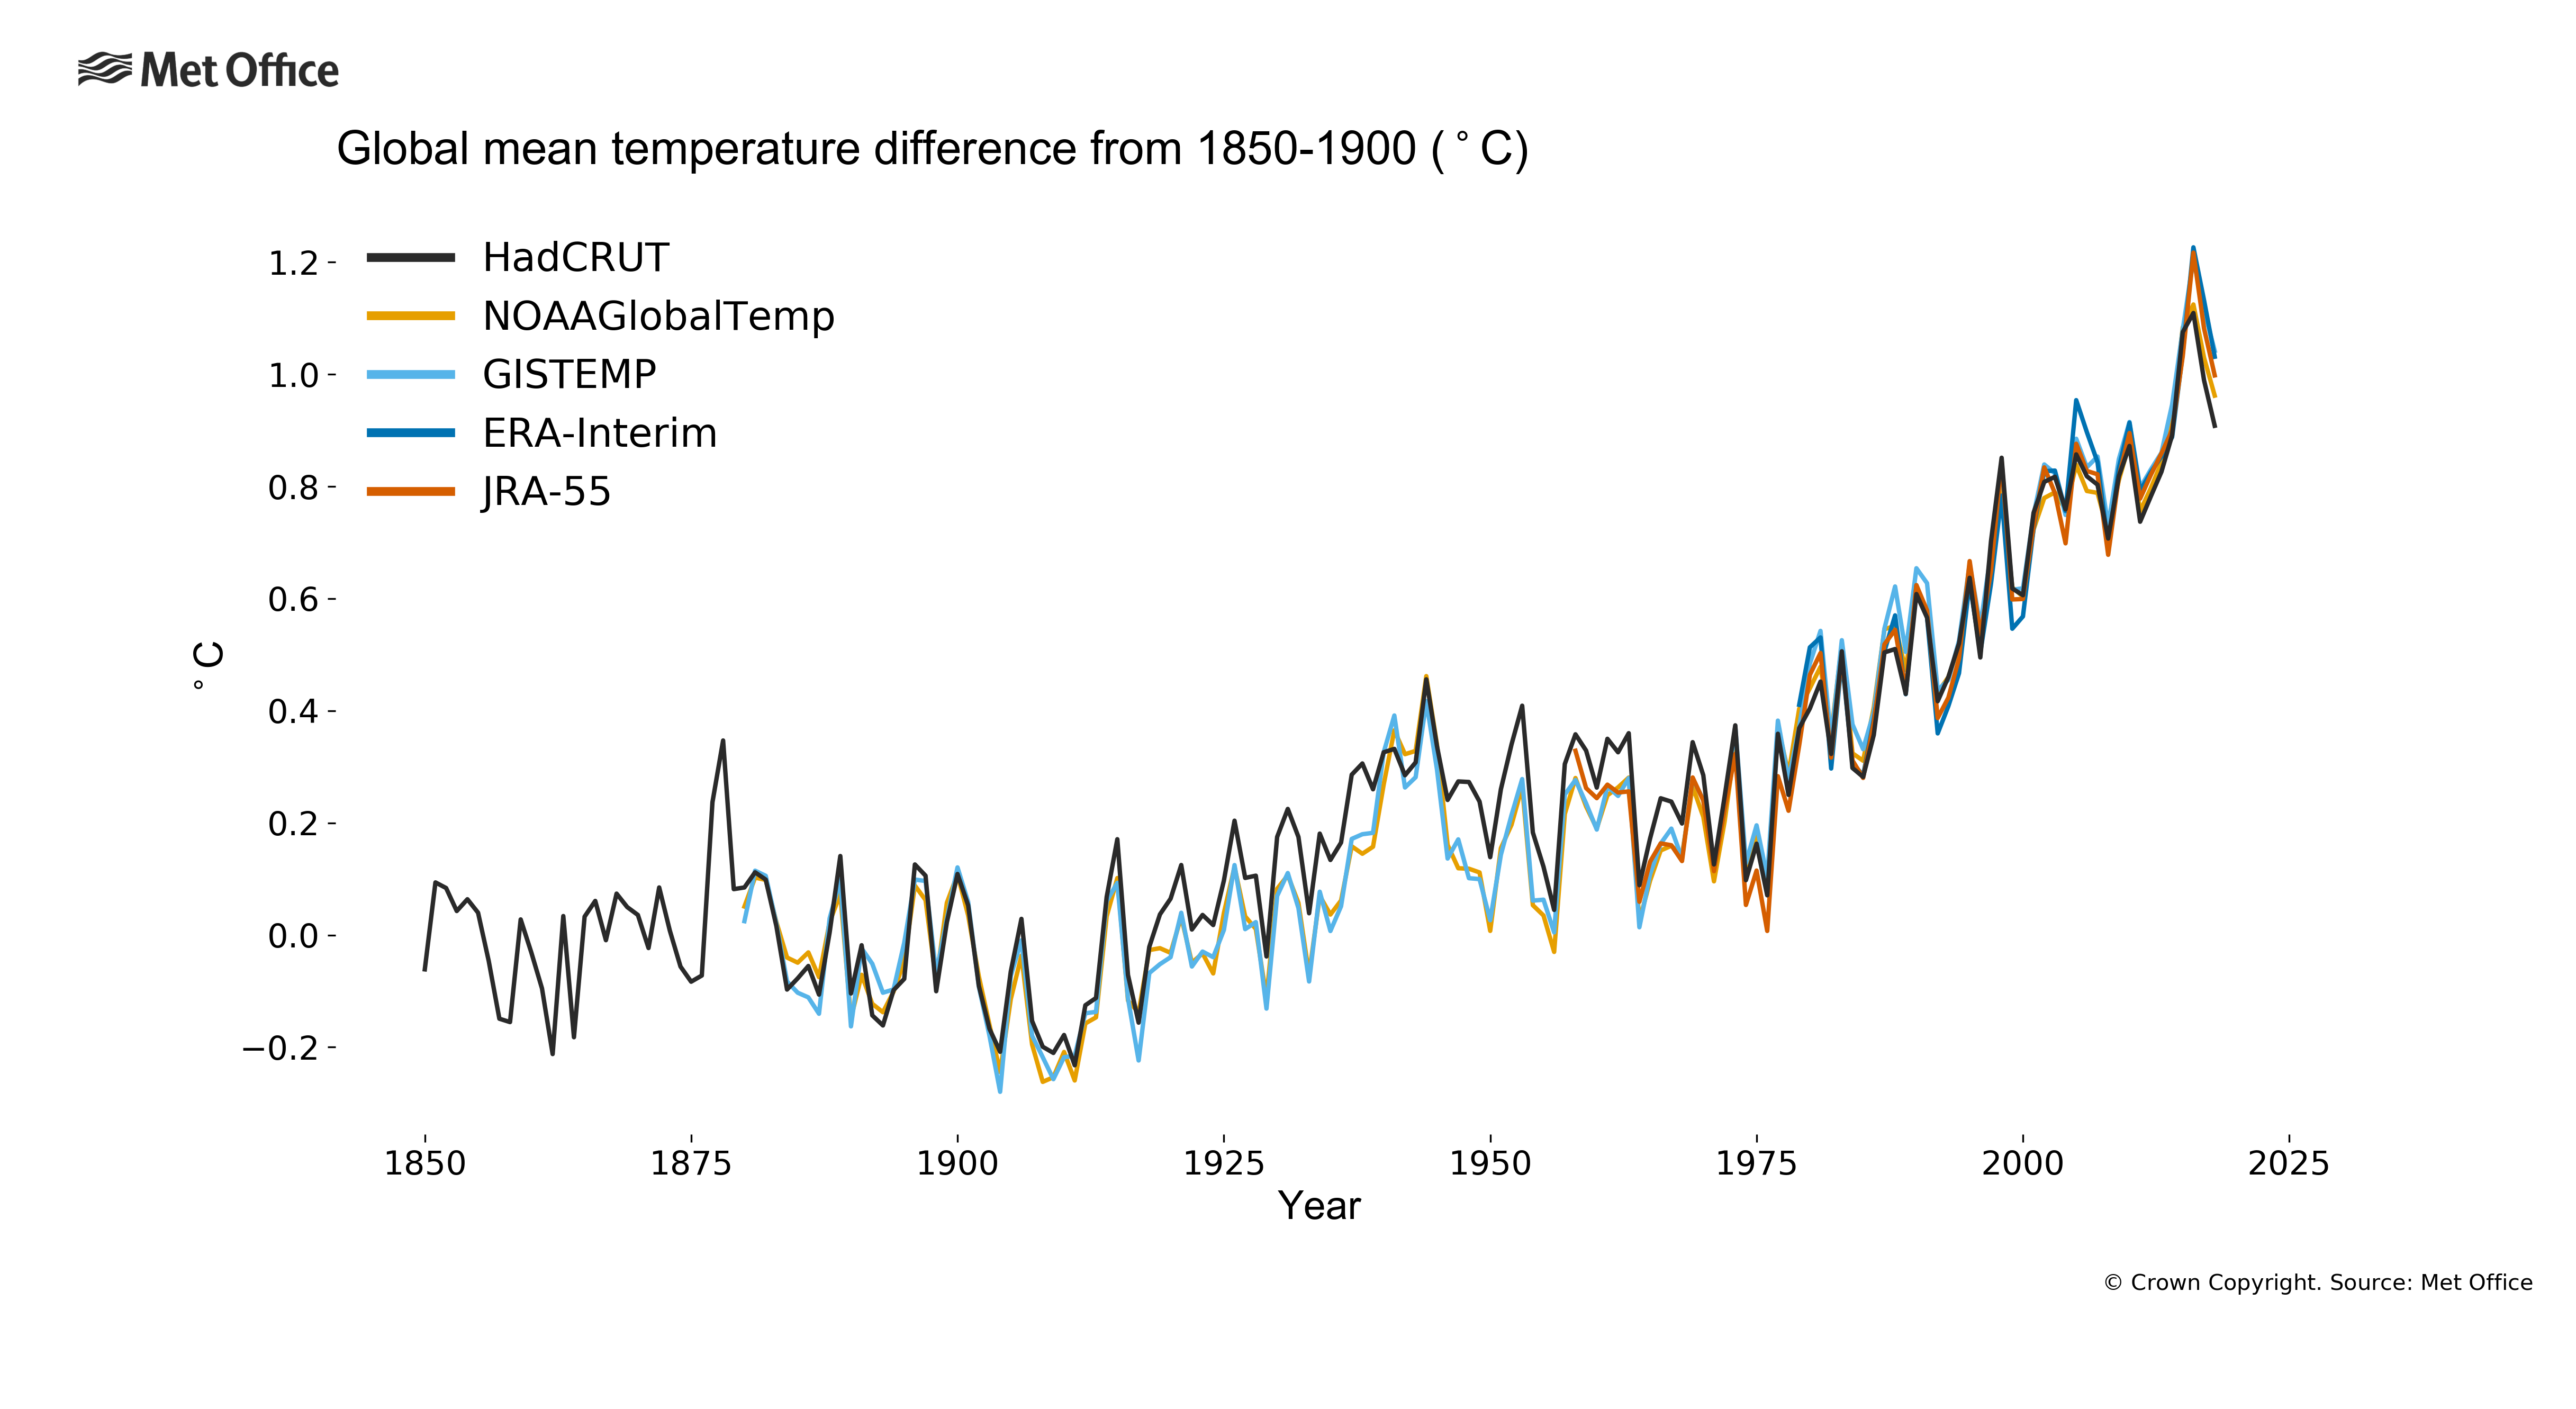 Met Office
Global mean temperature difference from 1850-1900 (°C)
HadCRUT
NOAAGlobalTemp
GISTEMP
ERA-Interim
JRA-55
1.2
1.0
0.8
0.6
0.4
0.2
0.0
−0.2
°C
1850 1875 1900 1925 1950 1975 2000 2025
Year
© Crown Copyright. Source: Met Office